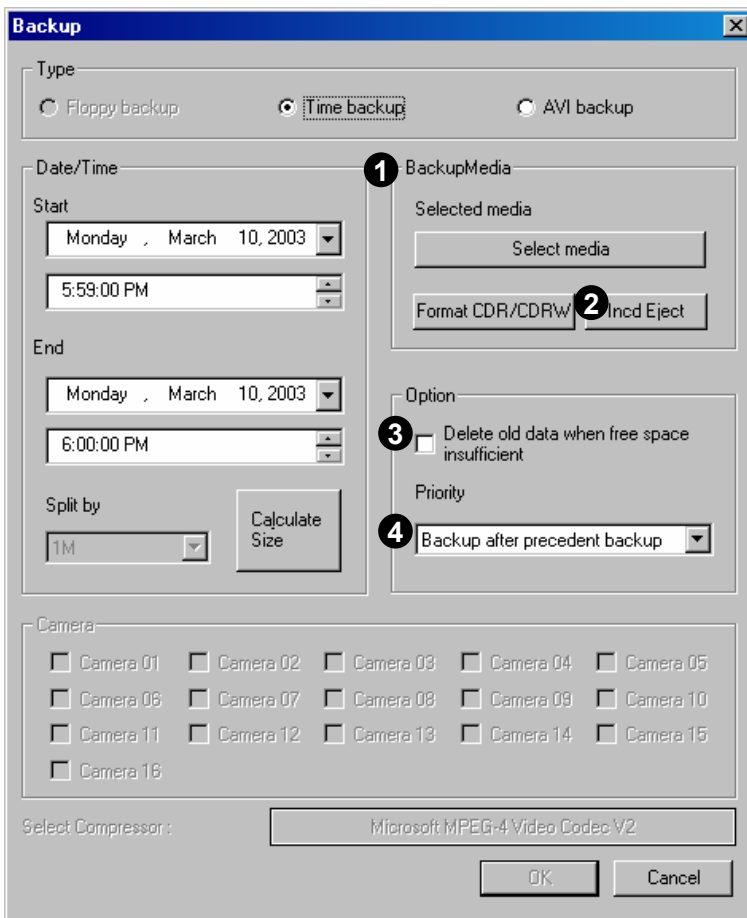 Backup
Type
Floppy backup
Time backup
AVI backup
Date/Time
Start
Monday , March 10, 2003
5:59:00 PM
End
Monday , March 10, 2003
6:00:00 PM
Split by
1M
Calculate
Size
1
BackupMedia
Selected media
Select media
Format CDR/CDRW
2
Incd Eject
Option
3
Delete old data when free space
insufficient
Priority
4
Backup after precedent backup
Camera
Camera 01 Camera 02 Camera 03 Camera 04 Camera 05
Camera 06 Camera 07 Camera 08 Camera 09 Camera 10
Camera 11 Camera 12 Camera 13 Camera 14 Camera 15
Camera 16
Select Compressor :
Microsoft MPEG-4 Video Codec V2
OK
Cancel